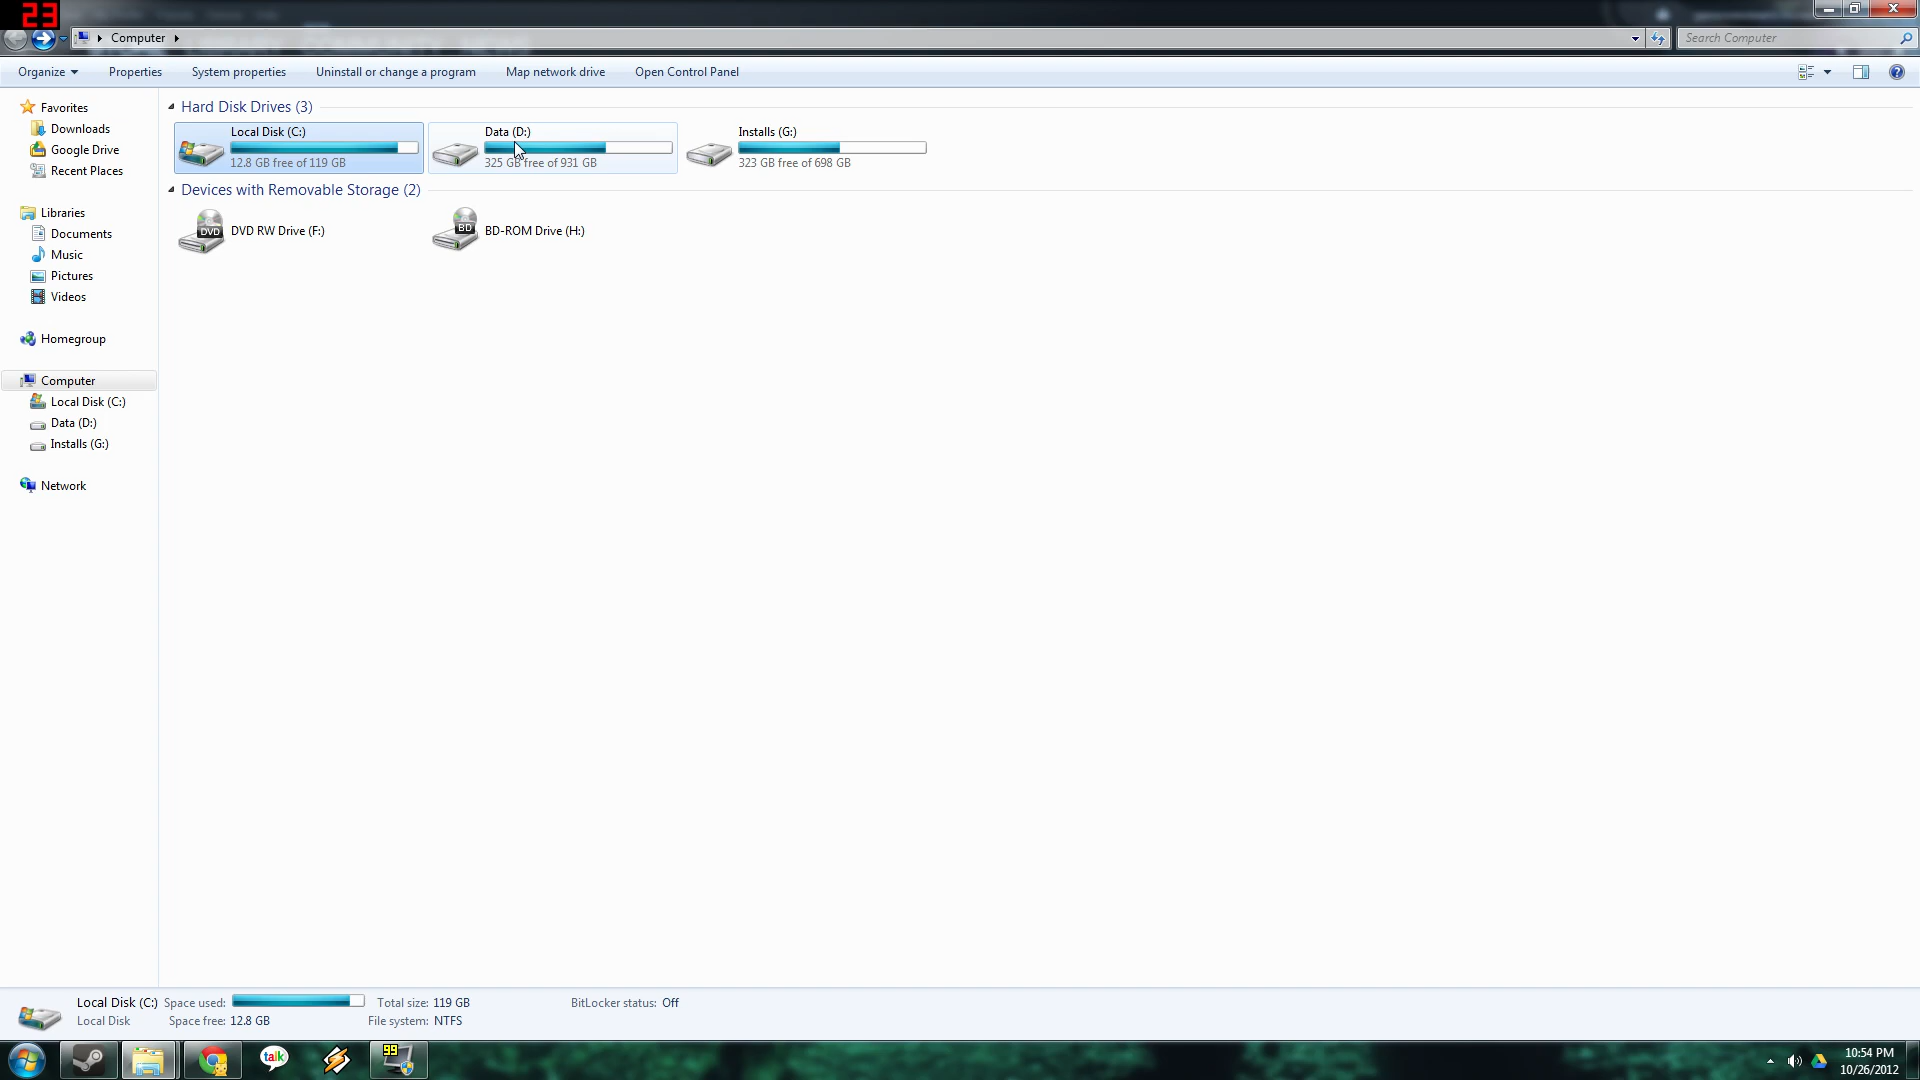 23
Computer
Search Computer
Organize
Properties
System properties
Uninstall or change a program
Map network drive
Open Control Panel
Favorites
Downloads
Google Drive
Recent Places
Libraries
Documents
Music
Pictures
Videos
Homegroup
Computer
Local Disk (C:)
Data (D:)
Installs (G:)
Network
Hard Disk Drives (3)
Local Disk (C:)
12.8 GB free of 119 GB
Data (D:)
325 GB free of 931 GB
Installs (G:)
323 GB free of 698 GB
Devices with Removable Storage (2)
DVD
DVD RW Drive (F:)
BD
BD-ROM Drive (H:)
Local Disk (C:) Space used: Total size: 119 GB BitLocker status: Off
Local Disk Space free: 12.8 GB File system: NTFS
talk
99
10:54 PM
10/26/2012